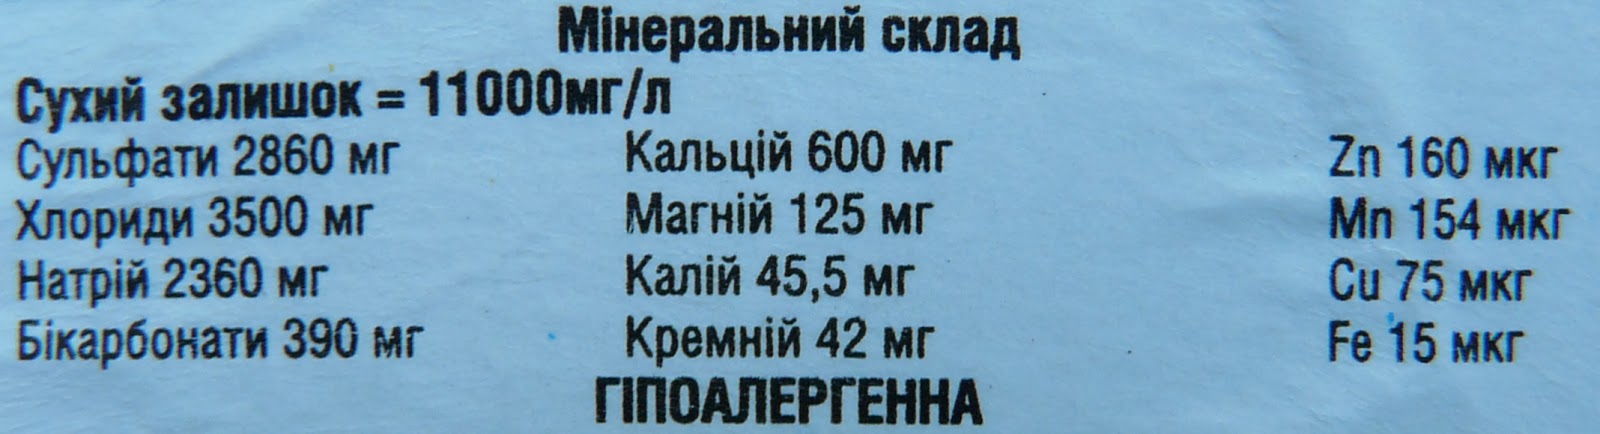 Мінеральний склад
Сухий залишок = 11000мг/л
Сульфати 2860 мг Кальцій 600 мг Zn 160 мкг
Хлориди 3500 мг Магній 125 мг Mn 154 мкг
Натрій 2360 мг Калій 45,5 мг Cu 75 мкг
Бікарбонати 390 мг Кремній 42 мг Fe 15 мкг
ГІПОАЛЕРГЕННА